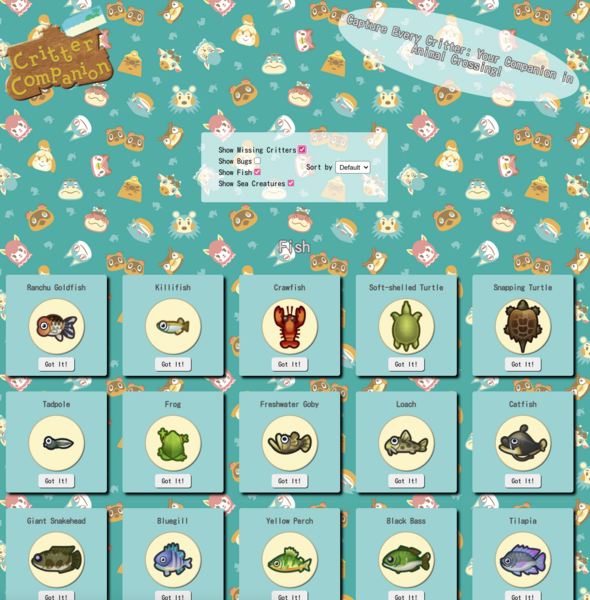 Critter
Companion
Capture Every Critter: Your Companion in
Animal Crossing!
Show Missing Critters
Show Bugs
Show Fish
Show Sea Creatures
Sort by Default
Fish
Ranchu Goldfish
Killifish
Crawfish
Soft-shelled Turtle
Snapping Turtle
Got It!
Got It!
Got It!
Got It!
Got It!
Tadpole
Frog
Freshwater Goby
Loach
Catfish
Got It!
Got It!
Got It!
Got It!
Got It!
Giant Snakehead
Bluegill
Yellow Perch
Black Bass
Tilapia
Got It!
Got It!
Got It!
Got It!
Got It!